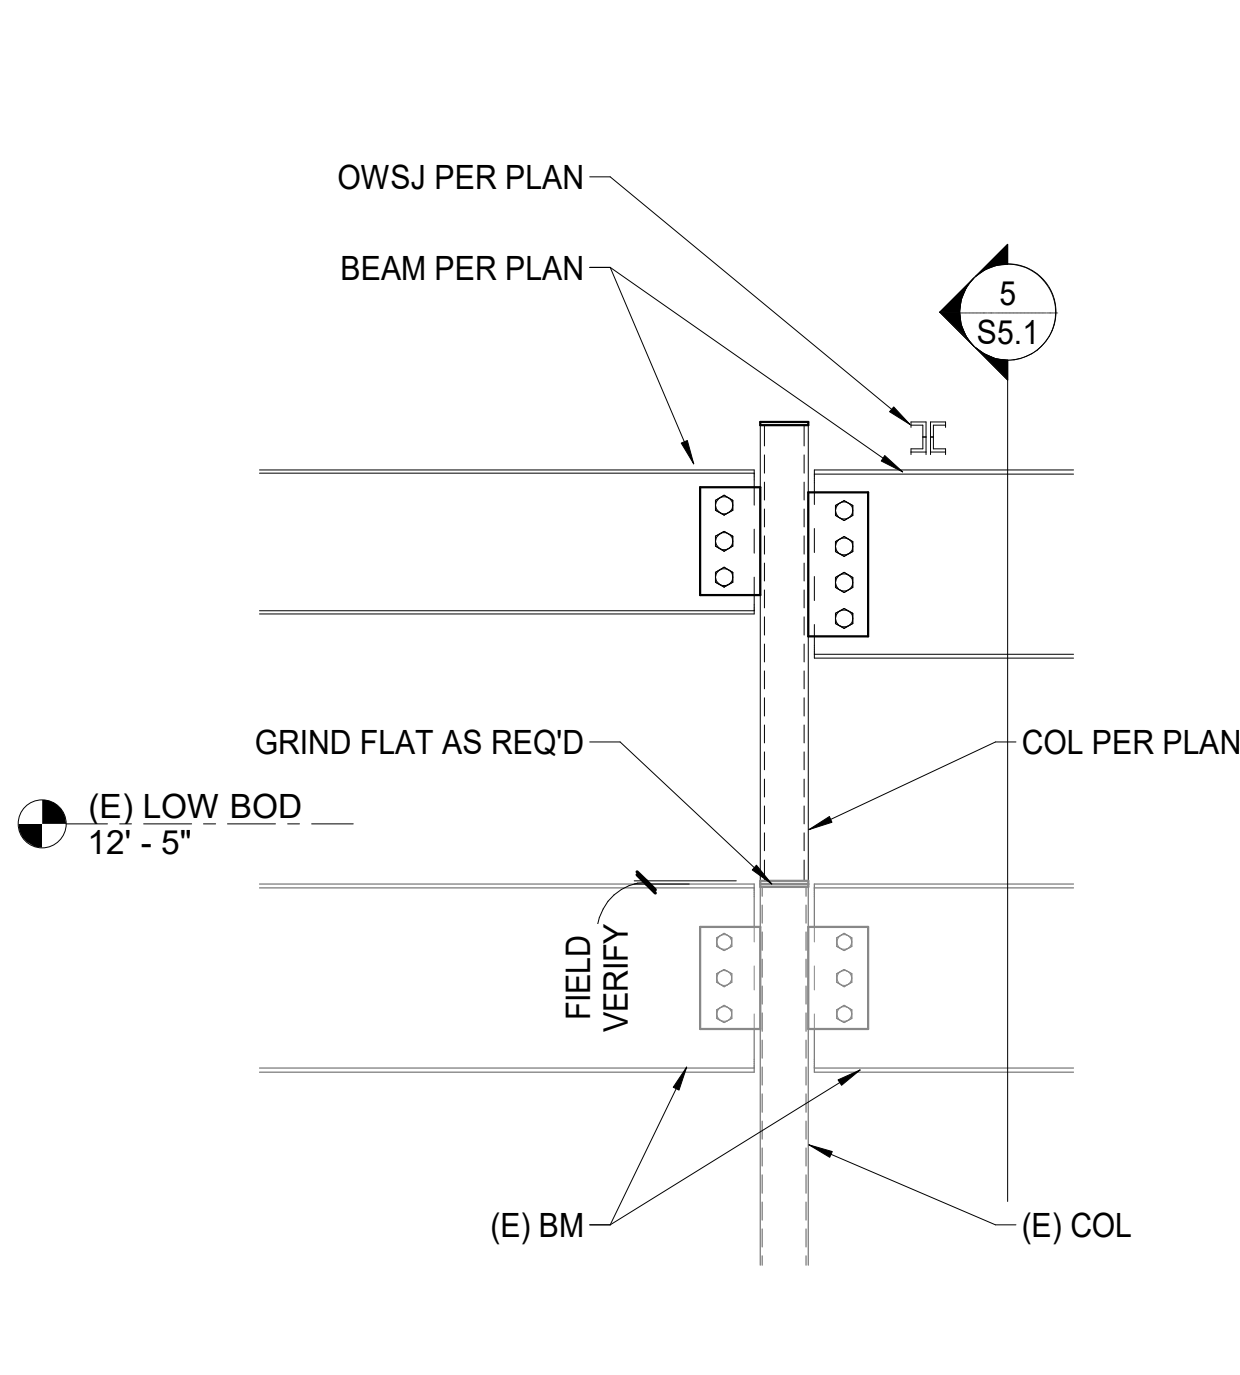 OWSJ PER PLAN
BEAM PER PLAN
5
S5.1
GRIND FLAT AS REQ'D
COL PER PLAN
(E) LOW BOD
12' - 5"
FIELD
VERIFY
(E) BM
(E) COL